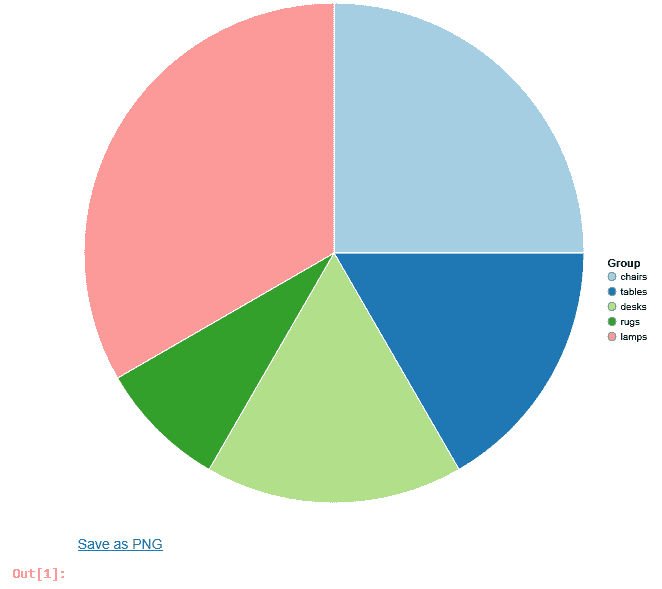 Group
chairs
tables
desks
rugs
lamps
Save as PNG
Out[1]: